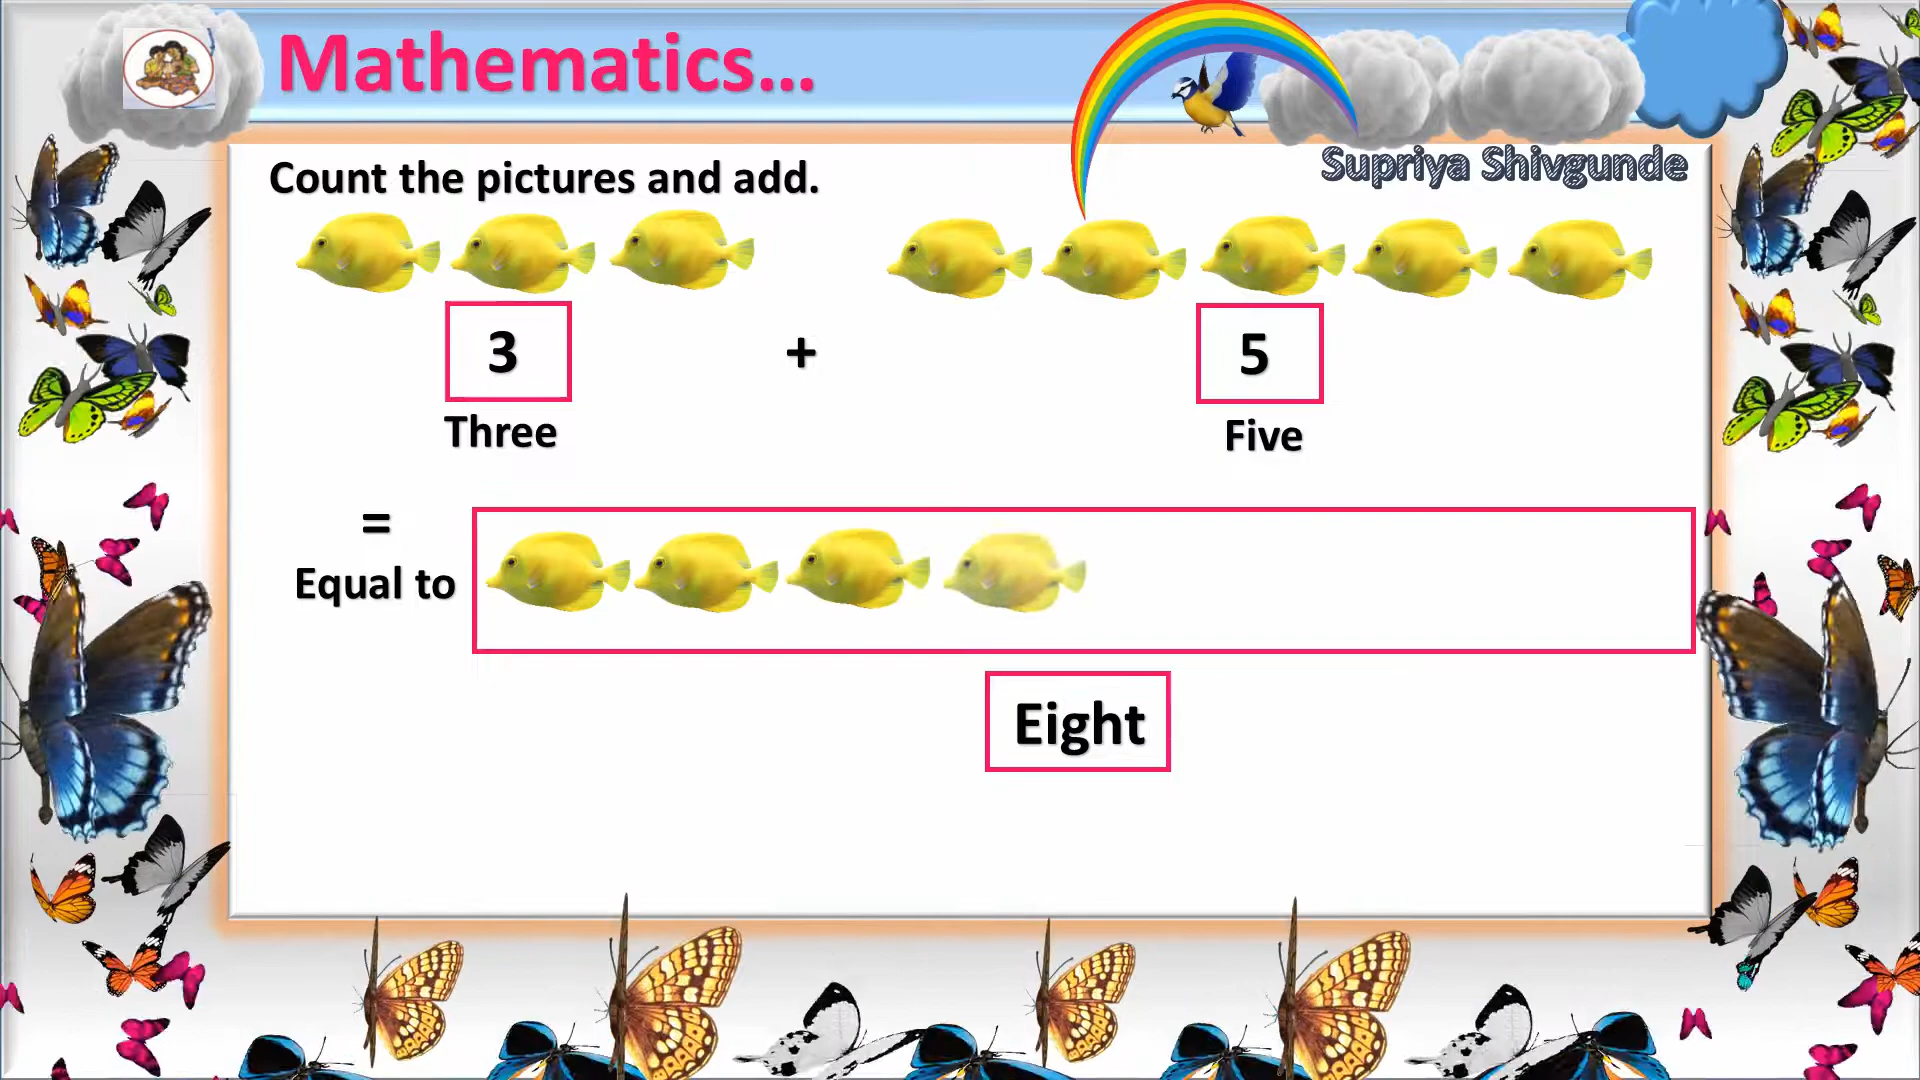 Mathematics...
Supriya Shivgunde
Count the pictures and add.
3 + 5
Three Five
=
Equal to
Eight